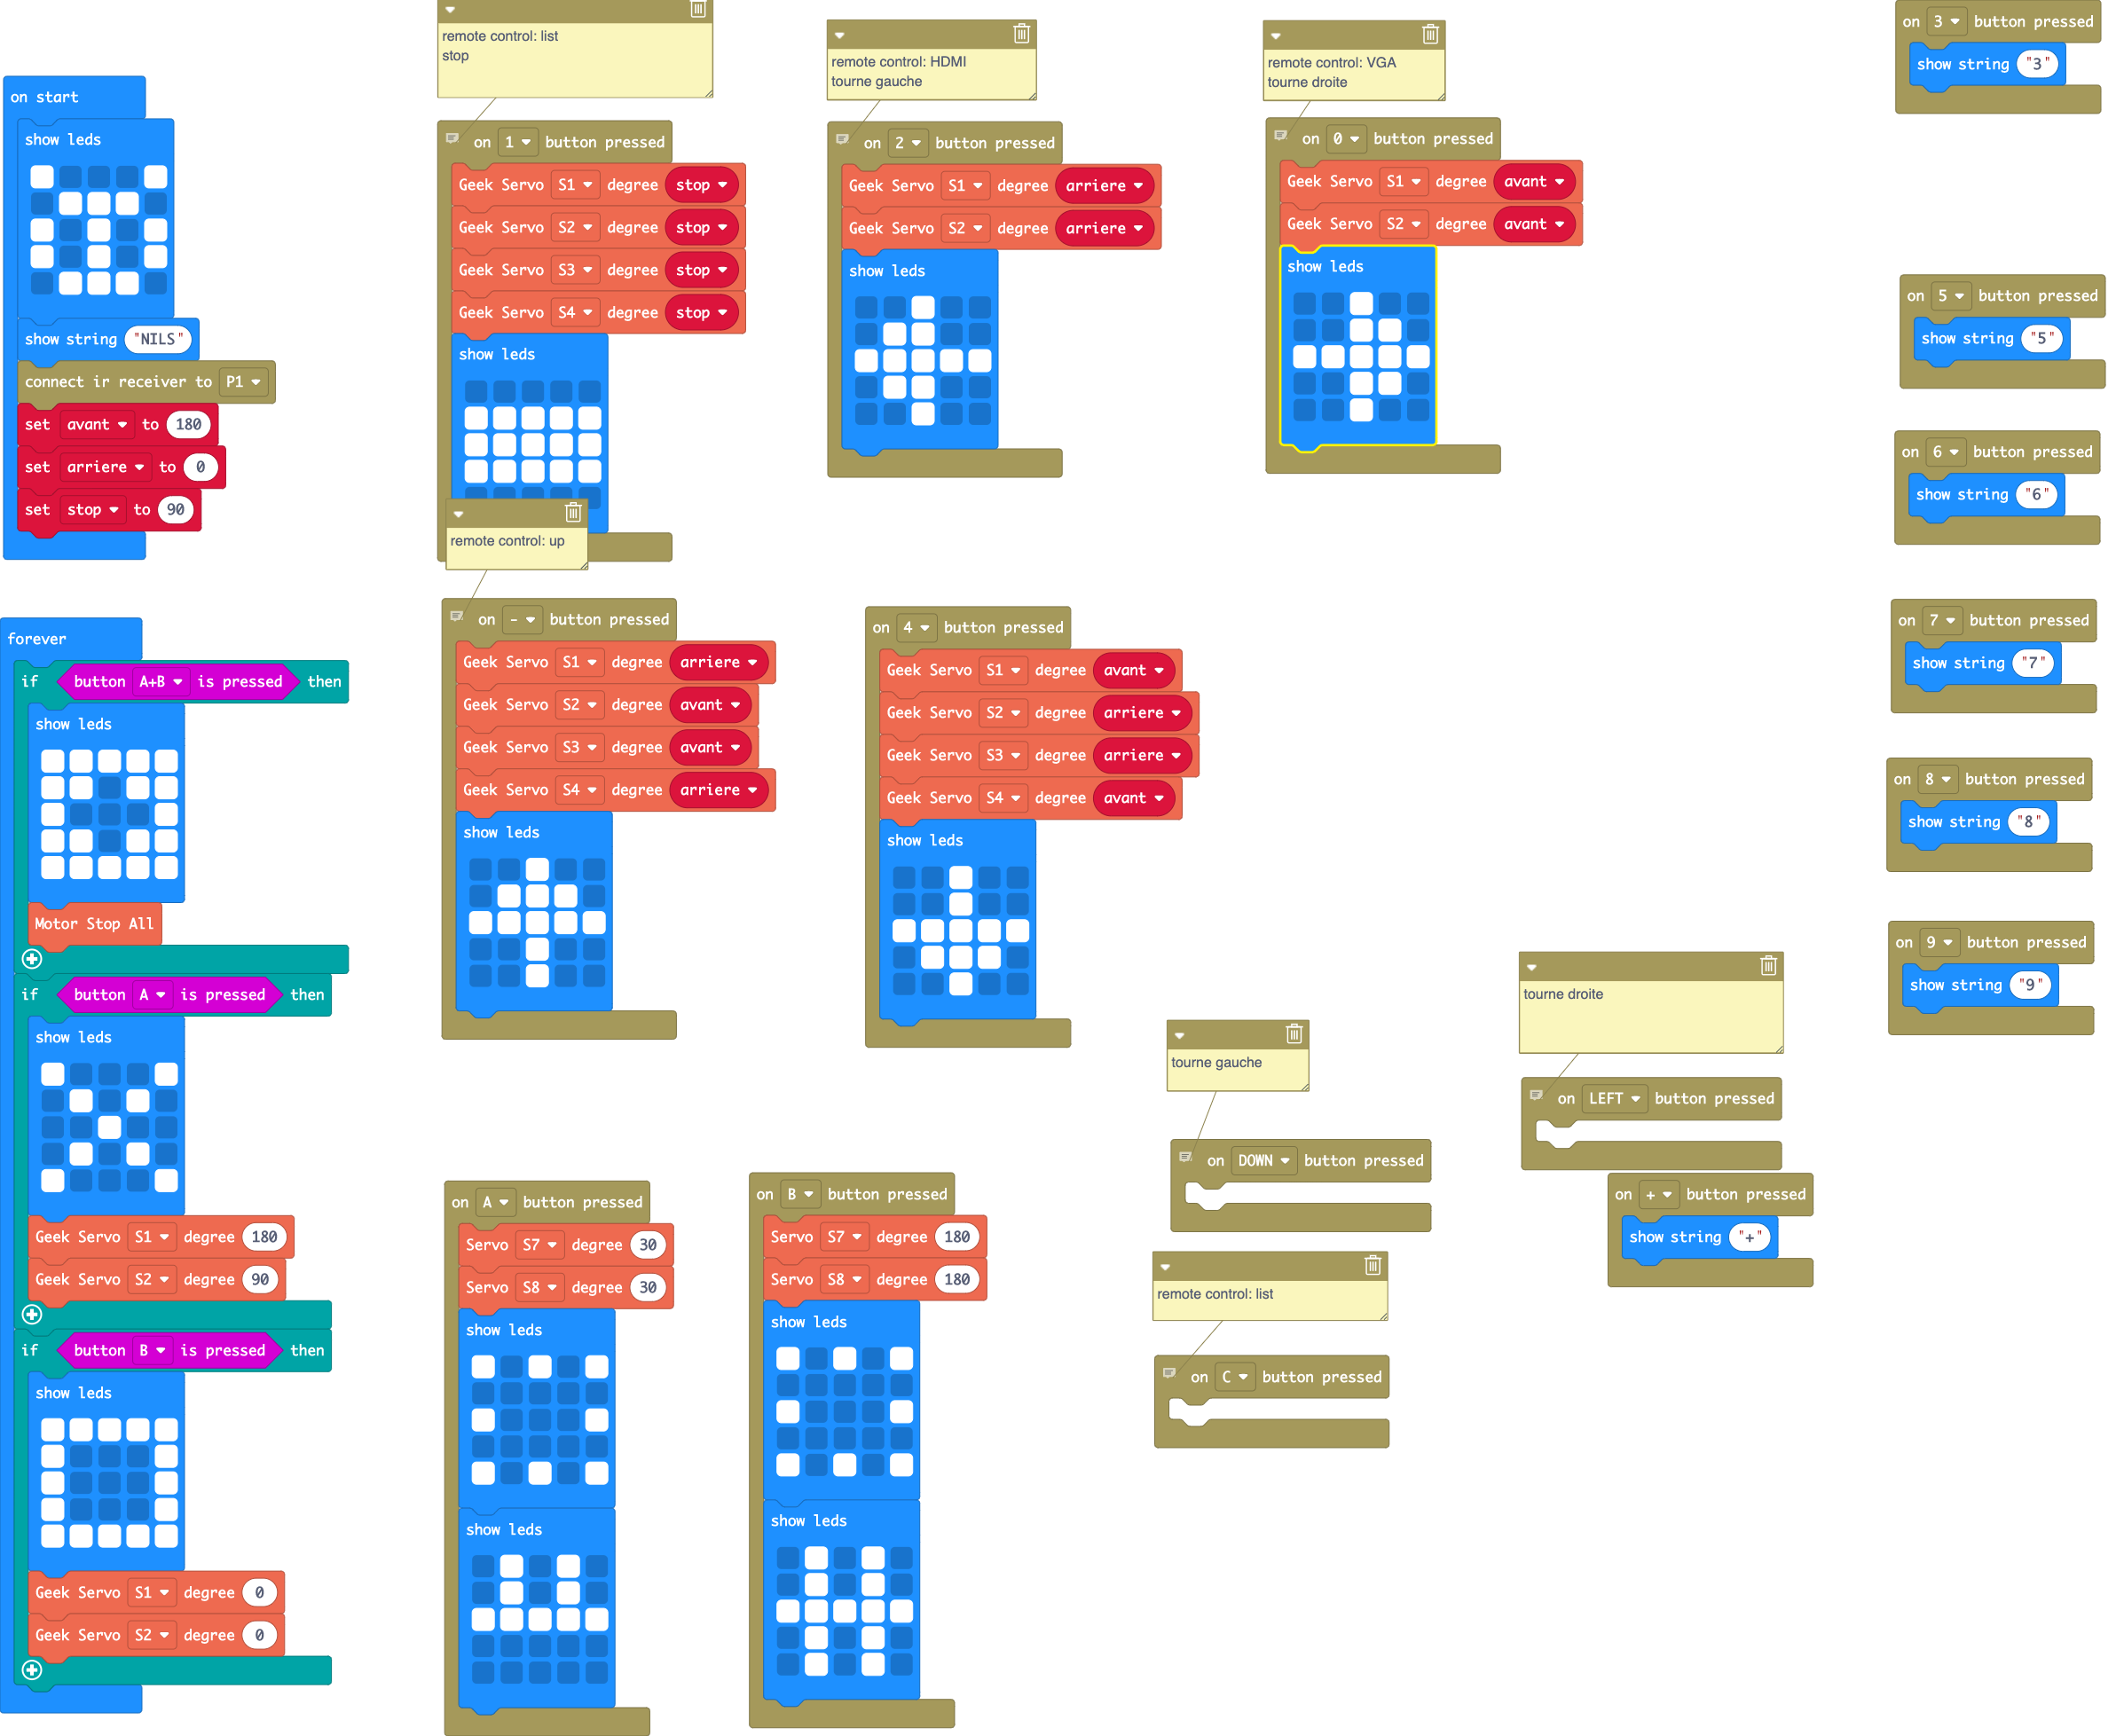 on start
show leds
show string "NILS"
connect ir receiver to P1
set avant to 180
set arriere to 0
set stop to 90
forever
if button A+B is pressed then
show leds
Motor Stop All
if button A is pressed then
show leds
Geek Servo S1 degree 180
Geek Servo S2 degree 90
if button B is pressed then
show leds
Geek Servo S1 degree 0
Geek Servo S2 degree 0
remote control: list
stop
on 1 button pressed
Geek Servo S1 degree stop
Geek Servo S2 degree stop
Geek Servo S3 degree stop
Geek Servo S4 degree stop
show leds
remote control: up
on - button pressed
Geek Servo S1 degree arriere
Geek Servo S2 degree avant
Geek Servo S3 degree avant
Geek Servo S4 degree arriere
show leds
on A button pressed
Servo S7 degree 30
Servo S8 degree 30
show leds
show leds
remote control: HDMI
tourne gauche
on 2 button pressed
Geek Servo S1 degree arriere
Geek Servo S2 degree arriere
show leds
on 4 button pressed
Geek Servo S1 degree avant
Geek Servo S2 degree arriere
Geek Servo S3 degree arriere
Geek Servo S4 degree avant
show leds
on B button pressed
Servo S7 degree 180
Servo S8 degree 180
show leds
show leds
remote control: VGA
tourne droite
on 0 button pressed
Geek Servo S1 degree avant
Geek Servo S2 degree avant
show leds
tourne gauche
on DOWN button pressed
remote control: list
on C button pressed
tourne droite
on LEFT button pressed
on + button pressed
show string "+"
on 3 button pressed
show string "3"
on 5 button pressed
show string "5"
on 6 button pressed
show string "6"
on 7 button pressed
show string "7"
on 8 button pressed
show string "8"
on 9 button pressed
show string "9"